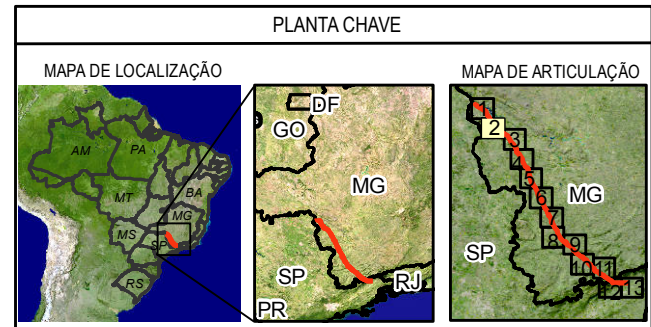 PLANTA CHAVE
MAPA DE LOCALIZAÇÃO
AM
PA
MT
BA
MG
MS
SP
RS
DF
GO
MG
SP
RJ
PR
MAPA DE ARTICULAÇÃO
1
2
3
4
5
6
7
8
9
10
11
12
13
MG
SP